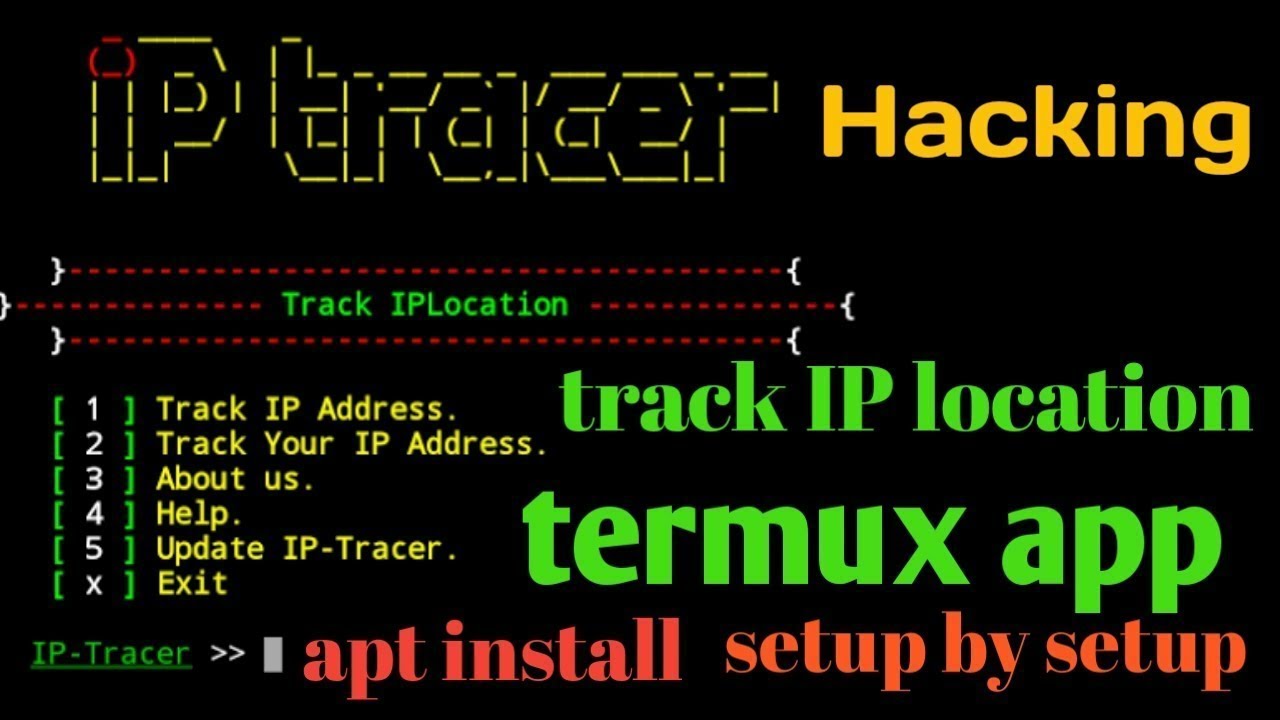 iP tracer Hacking
}----------------------------------------{
}-------------- Track IPLocation --------------{
}----------------------------------------{
[ 1 ] Track IP Address.
[ 2 ] Track Your IP Address.
[ 3 ] About us.
[ 4 ] Help.
[ 5 ] Update IP-Tracer.
[ x ] Exit
track IP location
termux app
IP-Tracer >>
apt install setup by setup